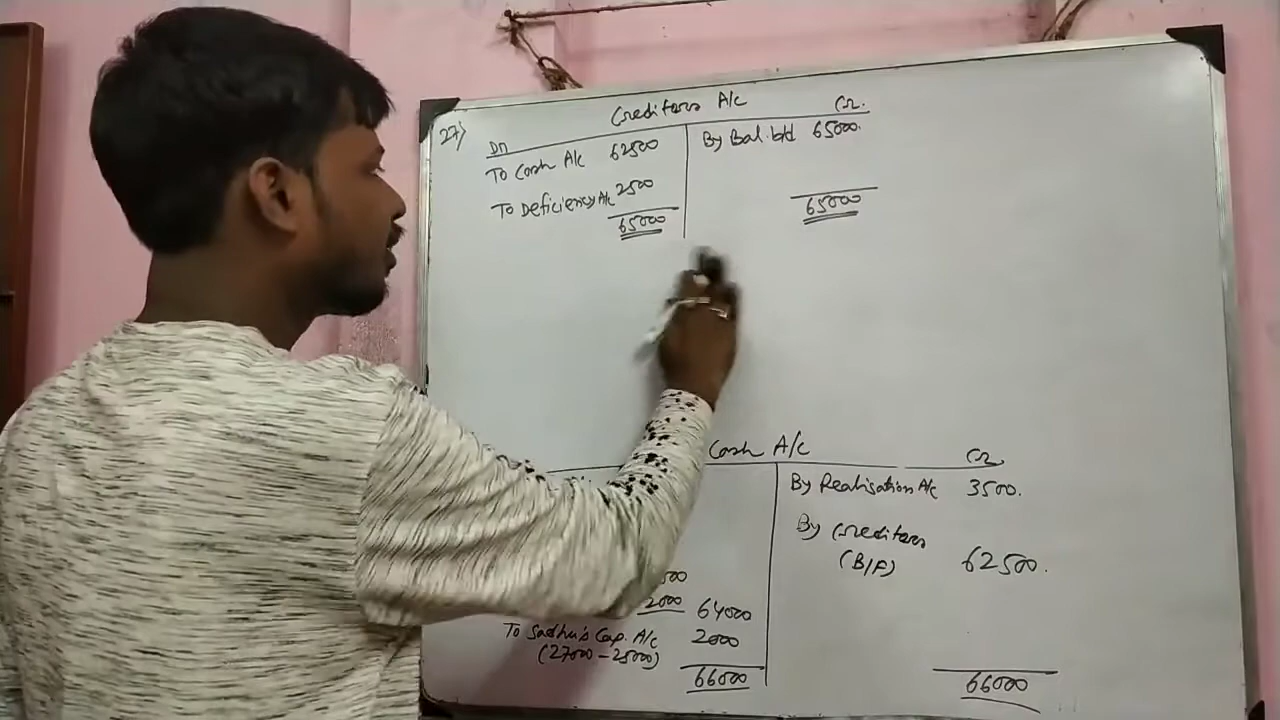 27)
Creditors A/c
Dr Cr.
To Cash A/c 62500 By Bal. b/d 65000.
To Deficiency A/c 2500
65000 65000
Cash A/c
Cr.
By Realisation A/c 3500.
By Creditors
(B/F) 62500.
2000 64000
To Sadhu's Cap. A/c 2000
(27000 - 25000)
66000 66000